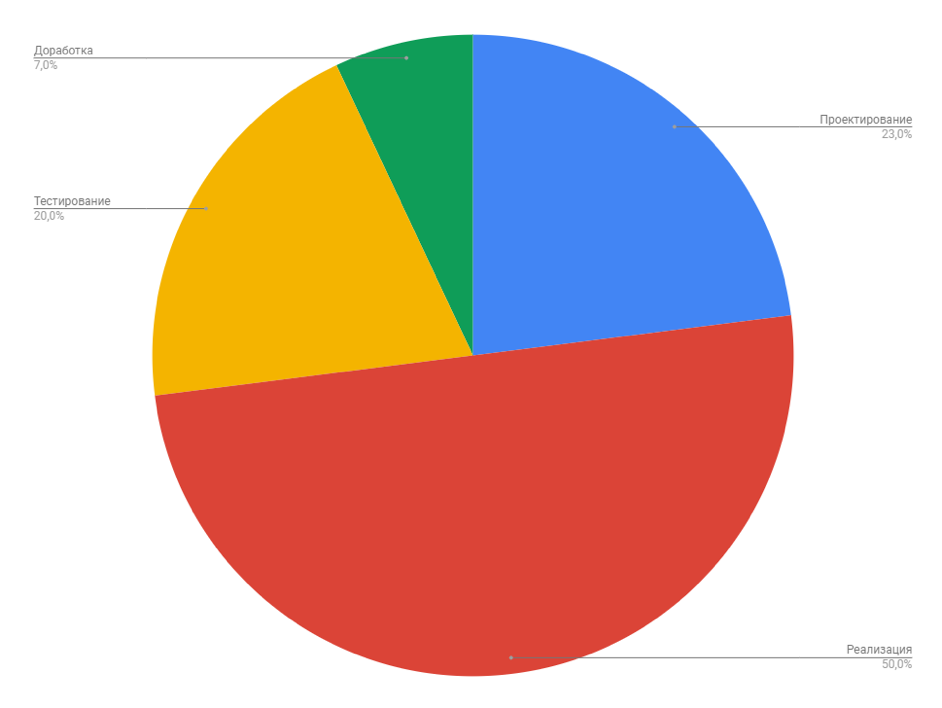 Доработка
7,0%
Проектирование
23,0%
Тестирование
20,0%
Реализация
50,0%